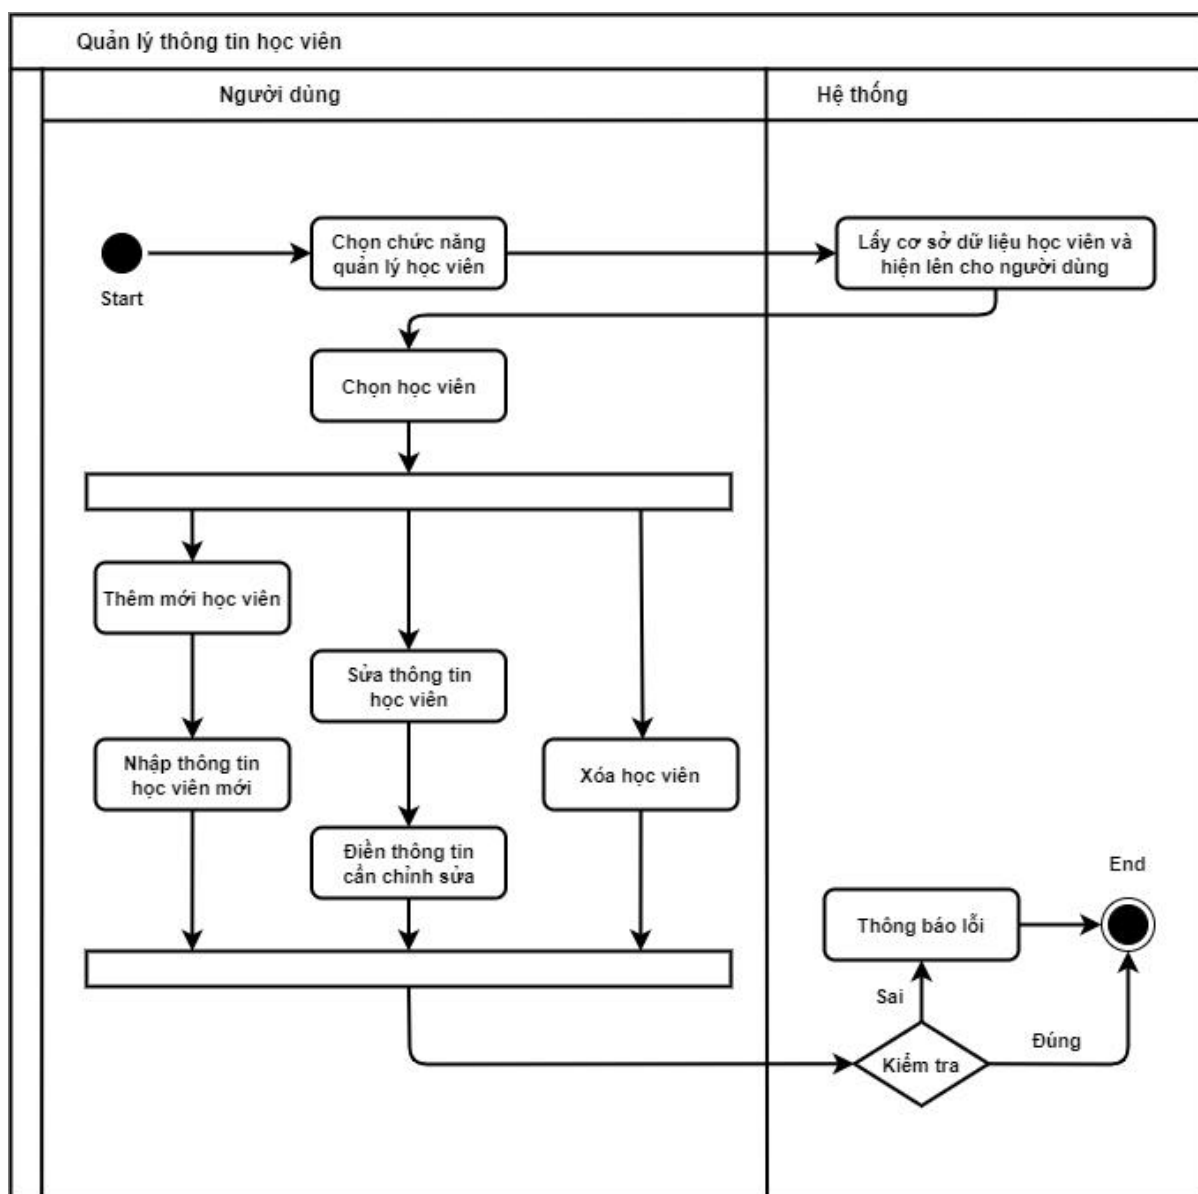 Quản lý thông tin học viên
Người dùng
Hệ thống
Start
Chọn chức năng
quản lý học viên
Lấy cơ sở dữ liệu học viên và
hiện lên cho người dùng
Chọn học viên
Thêm mới học viên
Sửa thông tin
học viên
Nhập thông tin
học viên mới
Xóa học viên
Điền thông tin
cần chỉnh sửa
End
Thông báo lỗi
Sai
Đúng
Kiểm tra